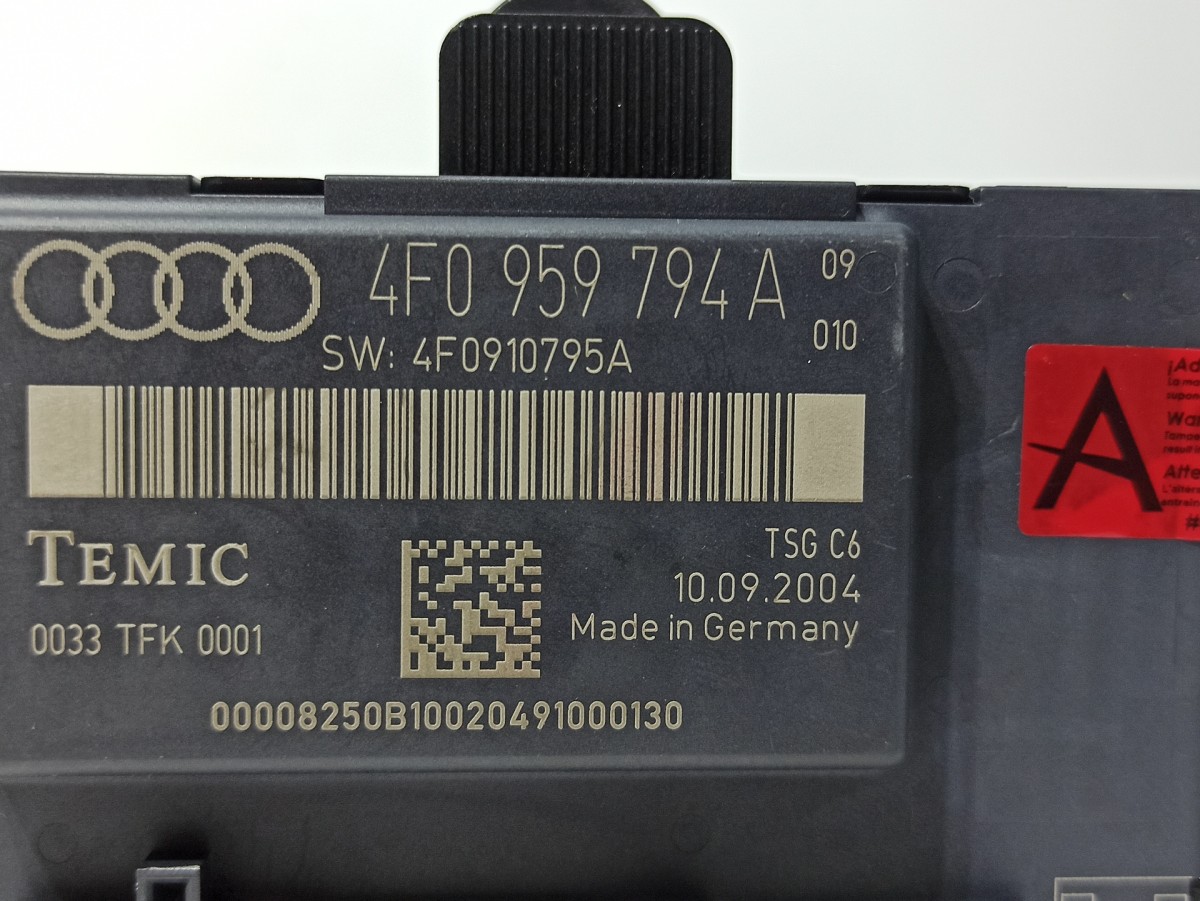 4F0 959 794 A 09
010
SW: 4F0910795A
TEMIC
TSG C6
10.09.2004
0033 TFK 0001
Made in Germany
00008250B10020491000130
A